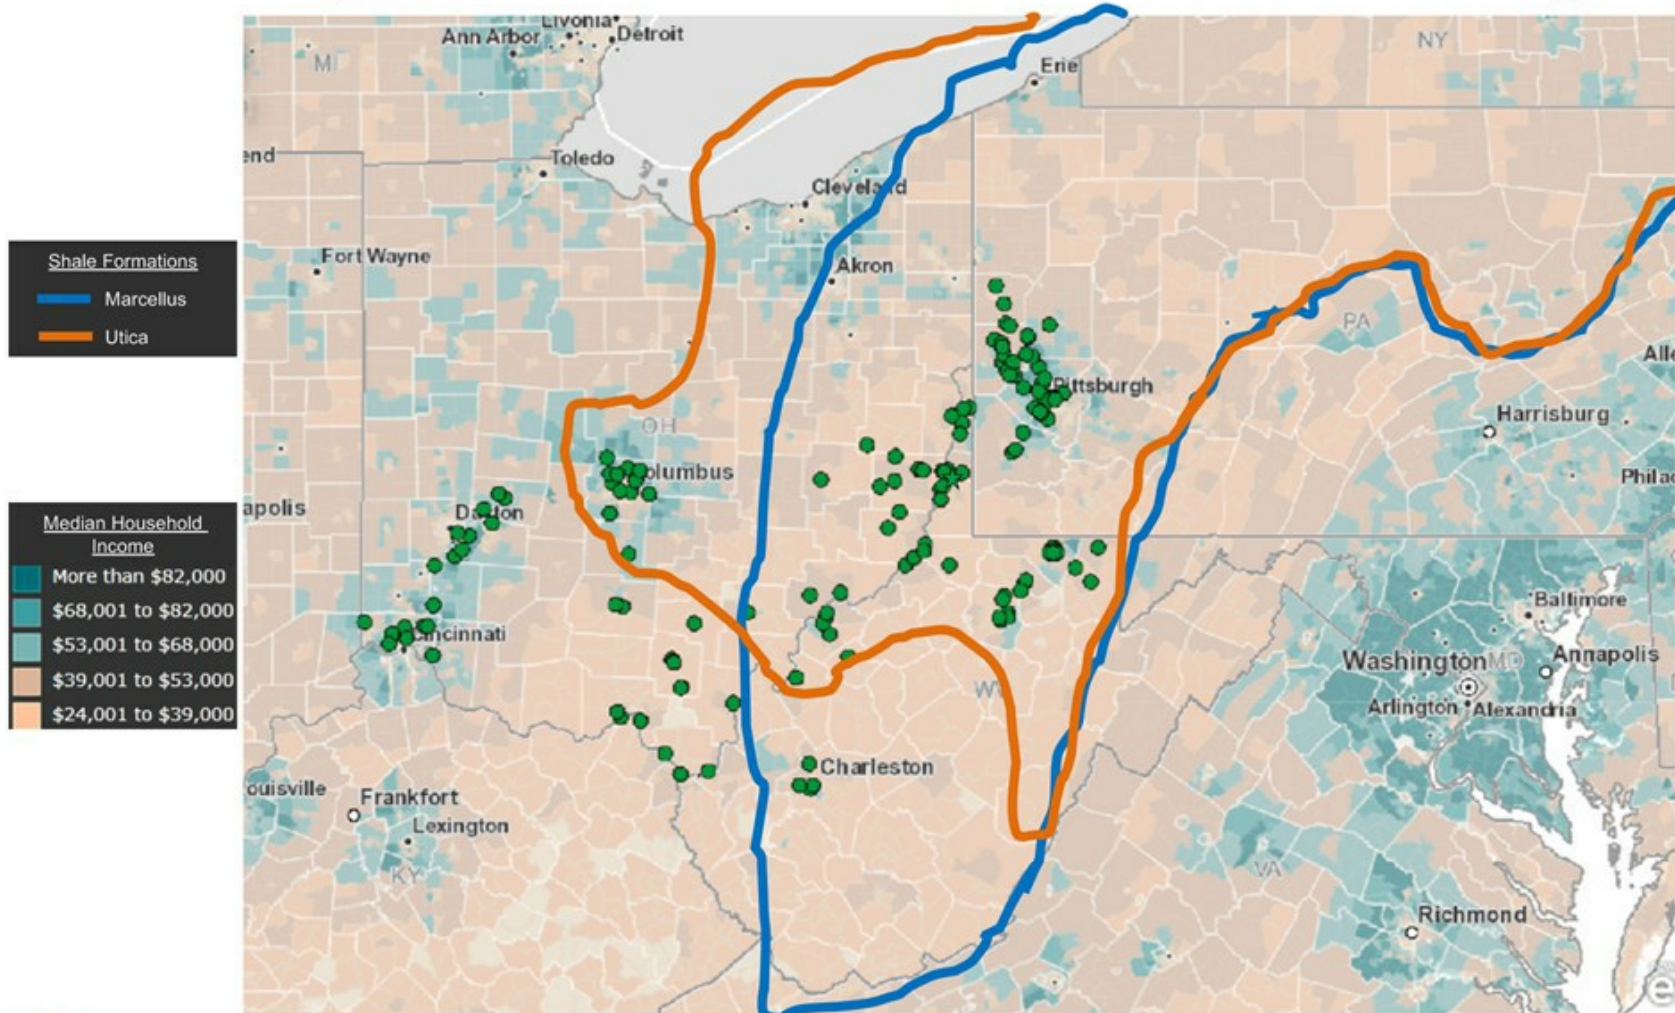 Shale Formations
Marcellus
Utica
Median Household
Income
More than $82,000
$68,001 to $82,000
$53,001 to $68,000
$39,001 to $53,000
$24,001 to $39,000
Livonia
Ann Arbor
Detroit
MI
NY
Erie
end
Toledo
Cleveland
Fort Wayne
Akron
PA
Alle
Pittsburgh
Harrisburg
OH
olumbus
Philad
apolis
Dayton
Baltimore
Cincinnati
Washington
MD
Annapolis
Arlington
Alexandria
Charleston
ouisville
Frankfort
Lexington
KY
VA
Richmond
e